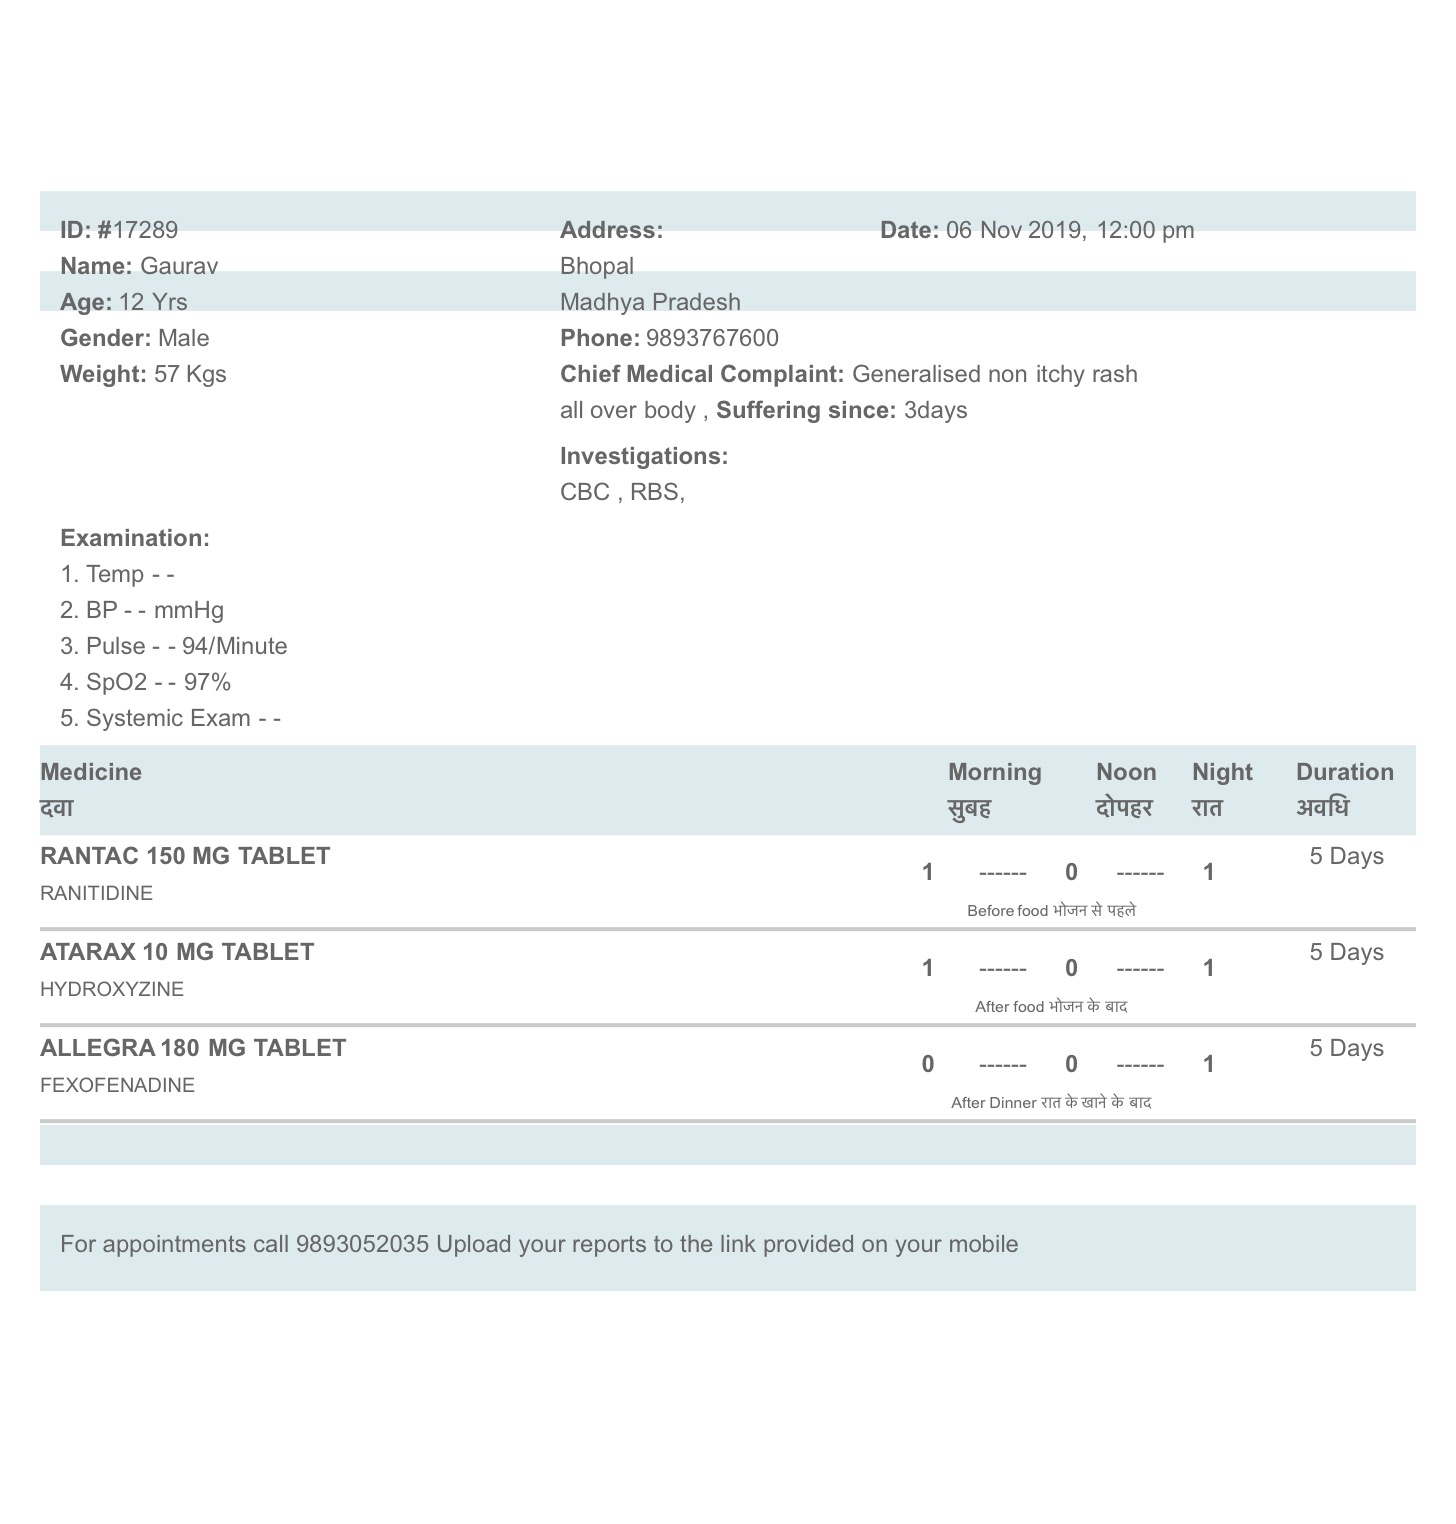 ID: #17289
Name: Gaurav
Age: 12 Yrs
Gender: Male
Weight: 57 Kgs
Address:
Bhopal
Madhya Pradesh
Phone: 9893767600
Chief Medical Complaint: Generalised non itchy rash
all over body , Suffering since: 3days
Investigations:
CBC , RBS,
Date: 06 Nov 2019, 12:00 pm
Examination:
1. Temp - -
2. BP - - mmHg
3. Pulse - - 94/Minute
4. SpO2 - - 97%
5. Systemic Exam - -
Medicine Morning Noon Night Duration
दवा सुबह दोपहर रात अवधि
RANTAC 150 MG TABLET 5 Days
1 ------ 0 ------ 1
RANITIDINE
Before food भोजन से पहले
ATARAX 10 MG TABLET 5 Days
1 ------ 0 ------ 1
HYDROXYZINE
After food भोजन के बाद
ALLEGRA 180 MG TABLET 5 Days
0 ------ 0 ------ 1
FEXOFENADINE
After Dinner रात के खाने के बाद
For appointments call 9893052035 Upload your reports to the link provided on your mobile